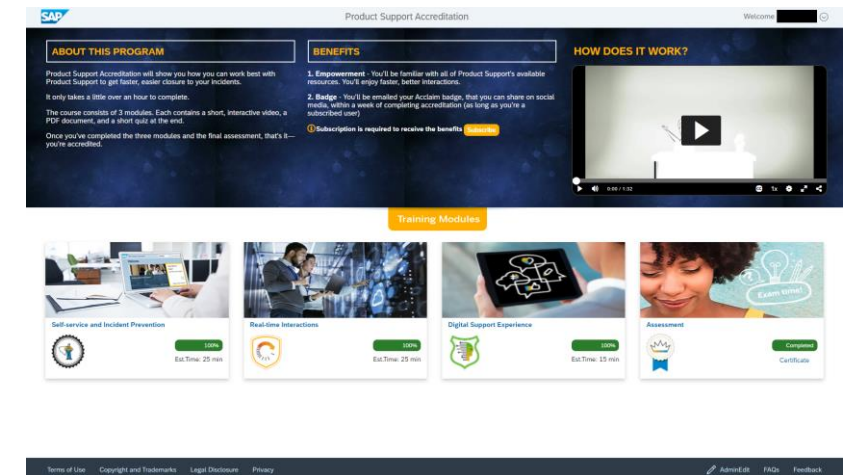 SAP
Product Support Accreditation
Welcome
ABOUT THIS PROGRAM
Product Support Accreditation will show you how you can work best with
Product Support to get faster, easier closure to your incidents.
It only takes a little over an hour to complete.
The course consists of 3 modules. Each contains a short, interactive video, a
PDF document, and a short quiz at the end.
Once you've completed the three modules and the final assessment, that's it—
you're accredited.
BENEFITS
1. Empowerment - You'll be familiar with all of Product Support's available
resources. You'll enjoy faster, better interactions.
2. Badge - You'll be emailed your Acclaim badge, that you can share on social
media, within a week of completing accreditation (as long as you're a
subscribed user)
Subscription is required to receive the benefits Subscribe
HOW DOES IT WORK?
0:00 / 1:32
1x
Training Modules
Self-service and Incident Prevention
100%
Est.Time: 25 min
Real-time Interactions
100%
Est.Time: 25 min
Digital Support Experience
100%
Est.Time: 15 min
Exam time!
Assessment
Completed
Certificate
Terms of Use Copyright and Trademarks Legal Disclosure Privacy
AdminEdit FAQs Feedback